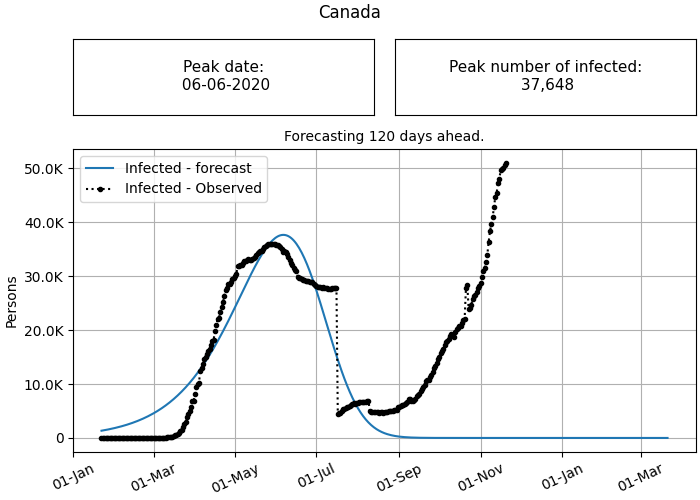 Canada
Peak date:
06-06-2020
Peak number of infected:
37,648
Forecasting 120 days ahead.
Infected - forecast
Infected - Observed
Persons
50.0K
40.0K
30.0K
20.0K
10.0K
0
01-Jan
01-Mar
01-May
01-Jul
01-Sep
01-Nov
01-Jan
01-Mar